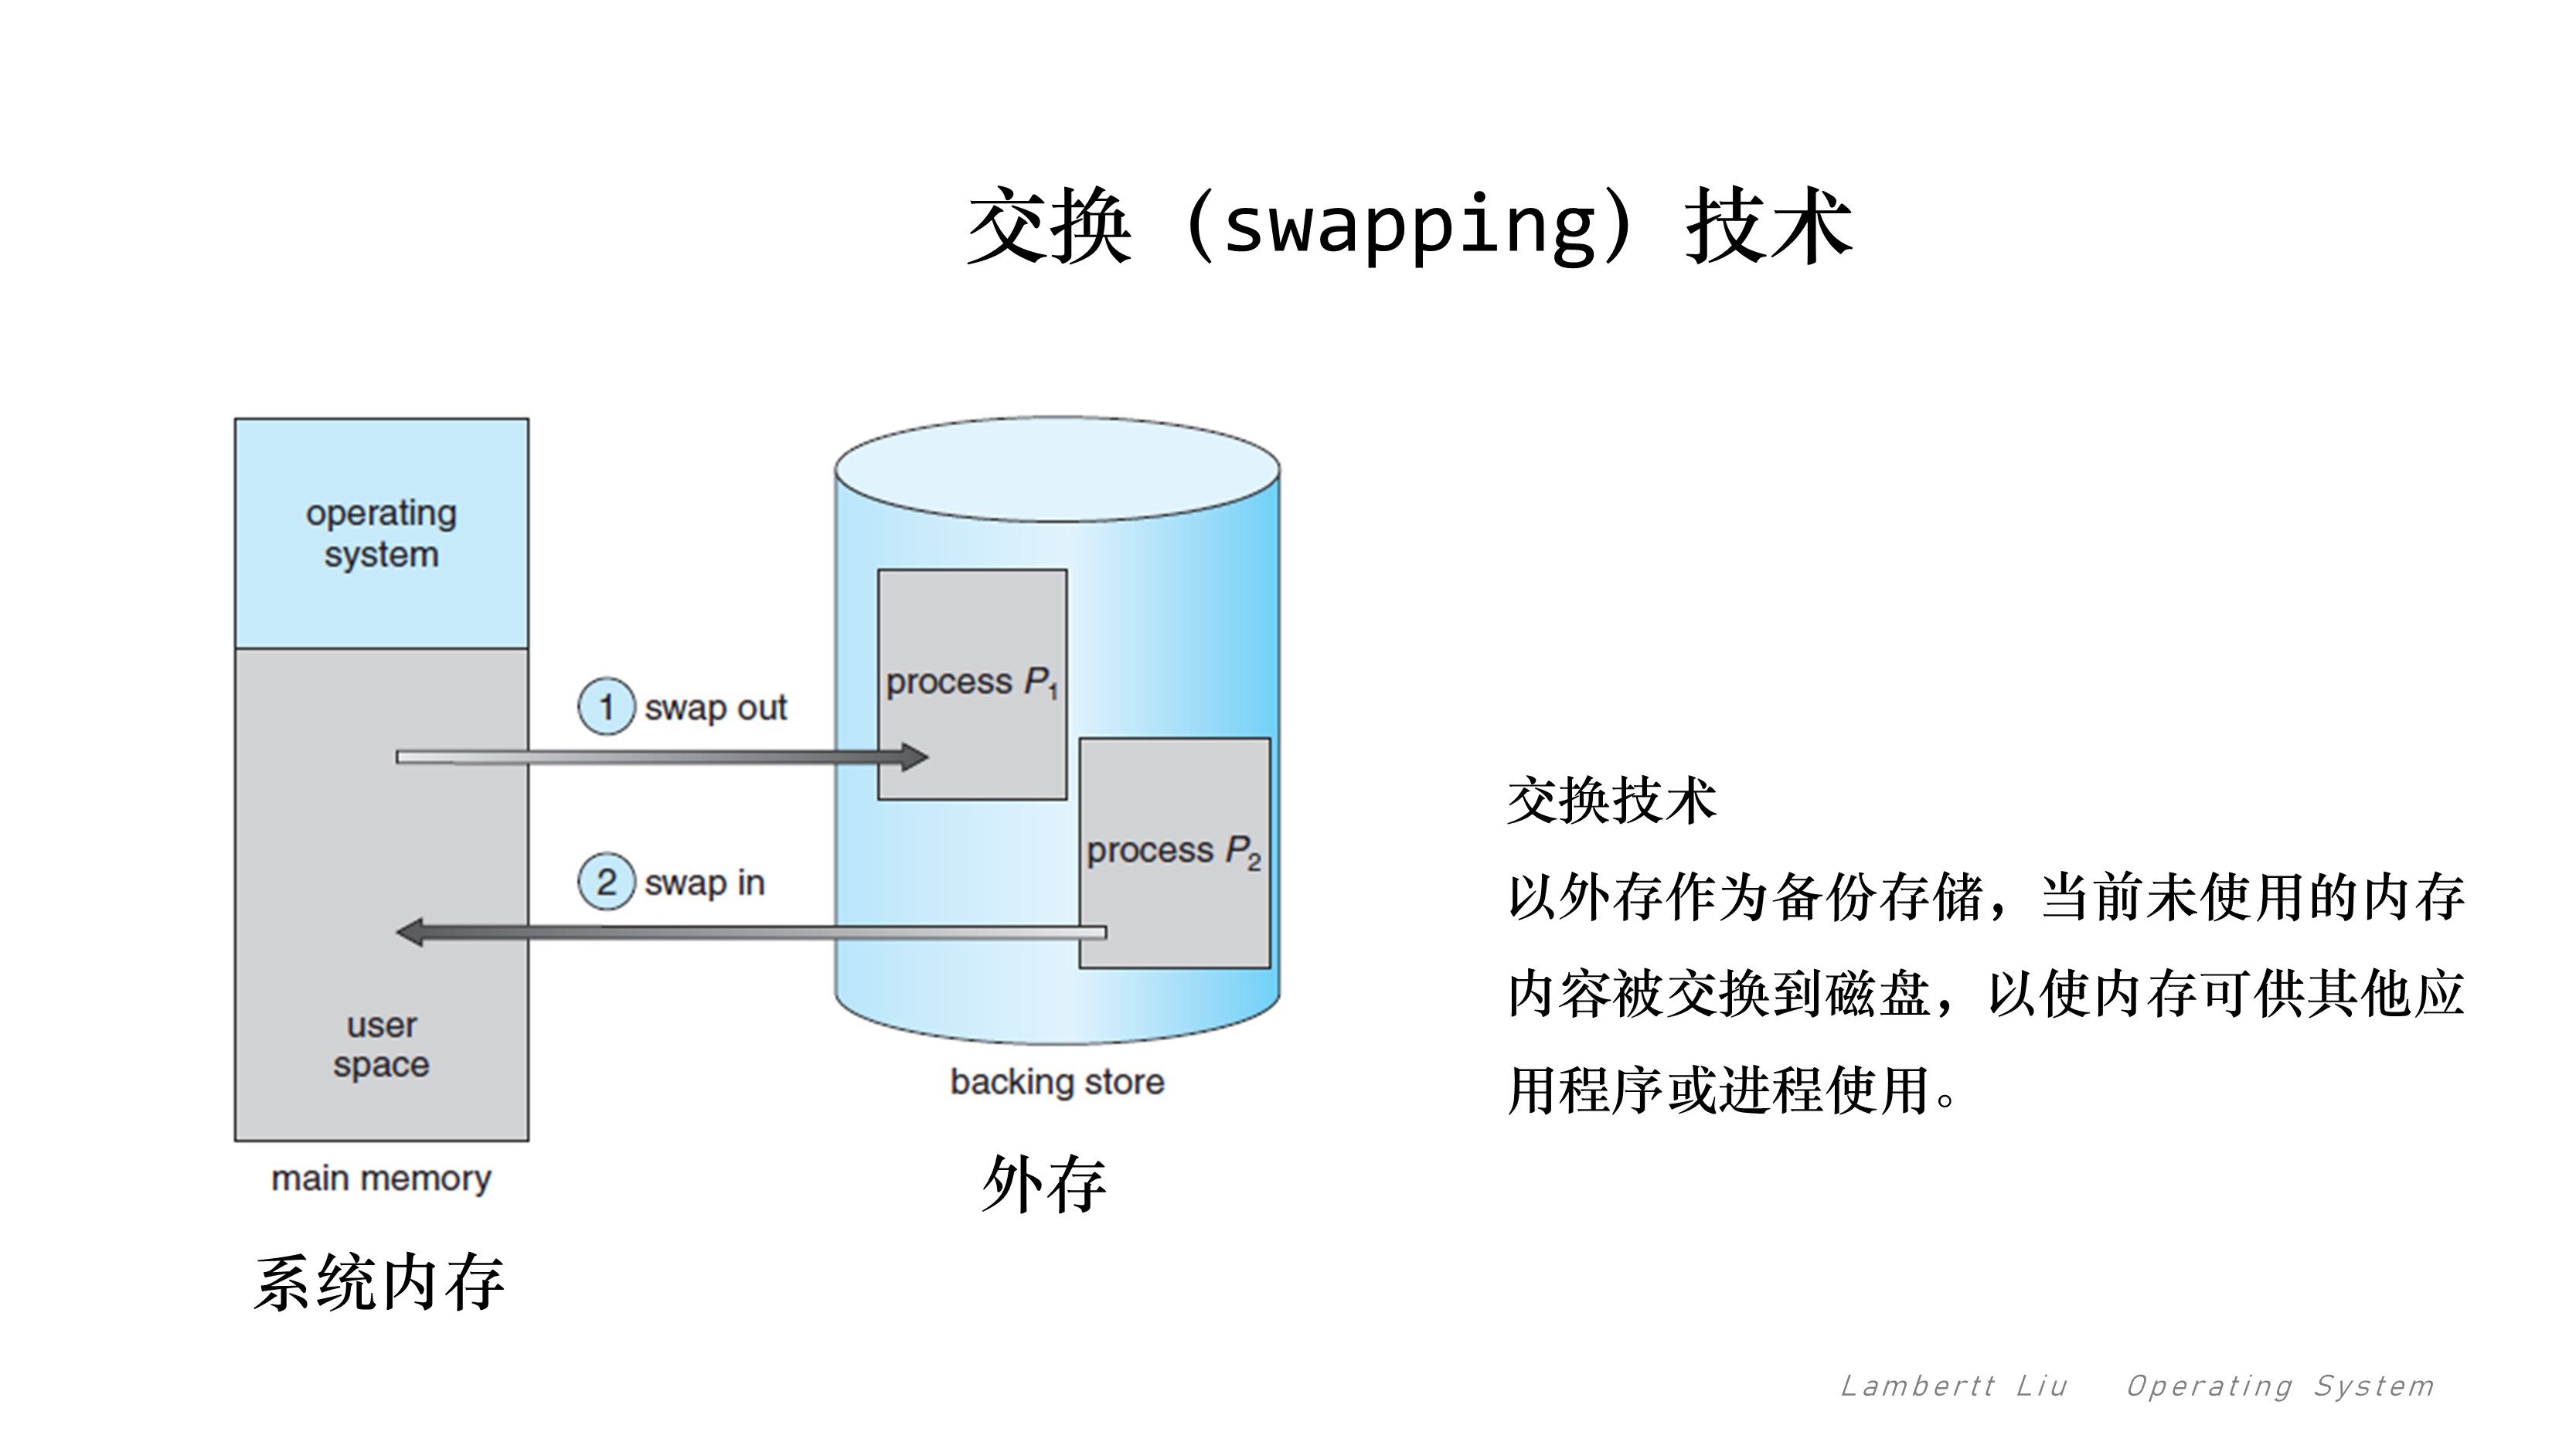 交换（swapping）技术
operating
system
1 swap out
process P1
process P2
2 swap in
user
space
backing store
main memory
外存
系统内存
交换技术
以外存作为备份存储，当前未使用的内存
内容被交换到磁盘，以使内存可供其他应
用程序或进程使用。
Lambertt Liu Operating System